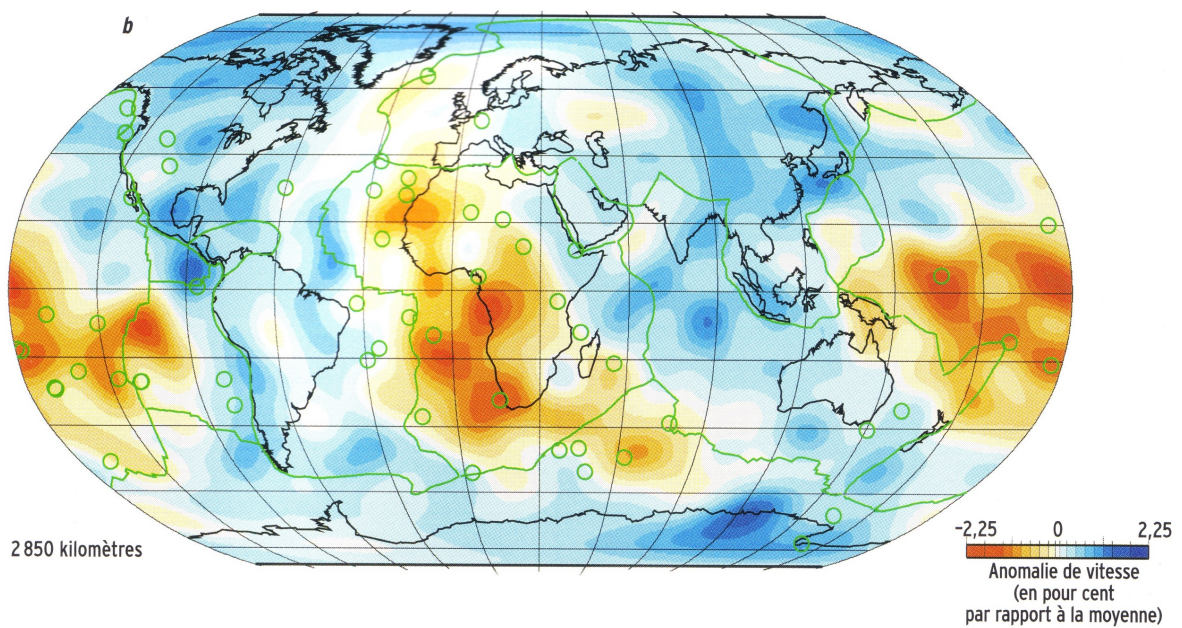 b
2 850 kilomètres
-2,25 0 2,25
Anomalie de vitesse
(en pour cent
par rapport à la moyenne)